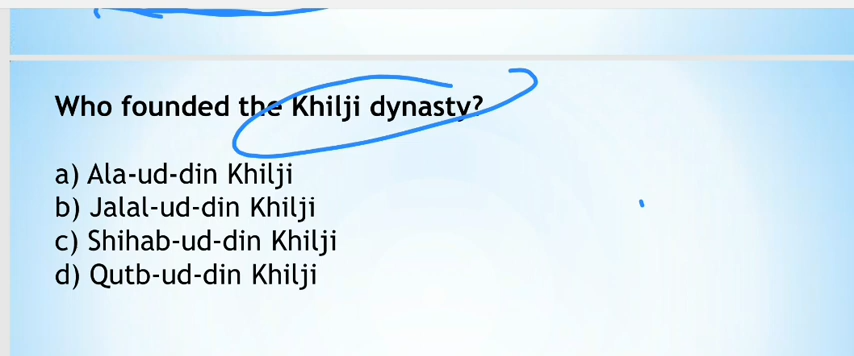 Who founded the Khilji dynasty?
a) Ala-ud-din Khilji
b) Jalal-ud-din Khilji
c) Shihab-ud-din Khilji
d) Qutb-ud-din Khilji